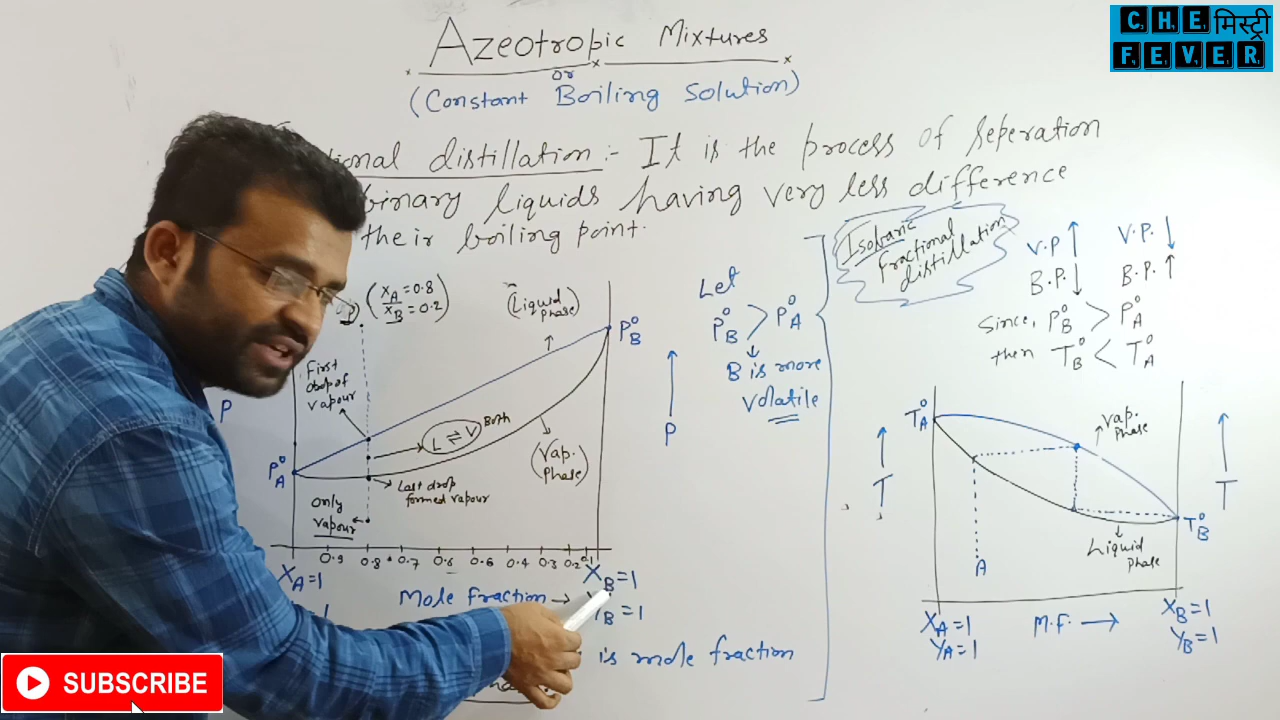 Azeotropic Mixtures
or
(Constant Boiling Solution)
CHEमिस्ट्री
FEVER
distillation :- It is the process of seperation
binary liquids having very less difference
their boiling point.
Isobaric
fractional
distillation
V.P ↑ V.P. ↓
B.P. ↓ B.P. ↑
Since, P°B > P°A
then T°B < T°A
Let
P°B > P°A
B is more
volatile
(XA = 0.8
XB = 0.2)
(Liquid
phase)
P°B
First
drop of
vapour
P
L ⇌ V Both
P°A
Last drop
formed vapour
(Vap.
phase)
Only
vapour
P
0.9 0.8 0.7 0.6 0.6 0.4 0.3 0.2 0.1
XA = 1
XB = 1
Mole fraction →
YB = 1
is mole fraction
T°A
Vap.
phase
T
T
T°B
A
Liquid
phase
XA = 1
YA = 1
M.F. →
XB = 1
YB = 1
SUBSCRIBE